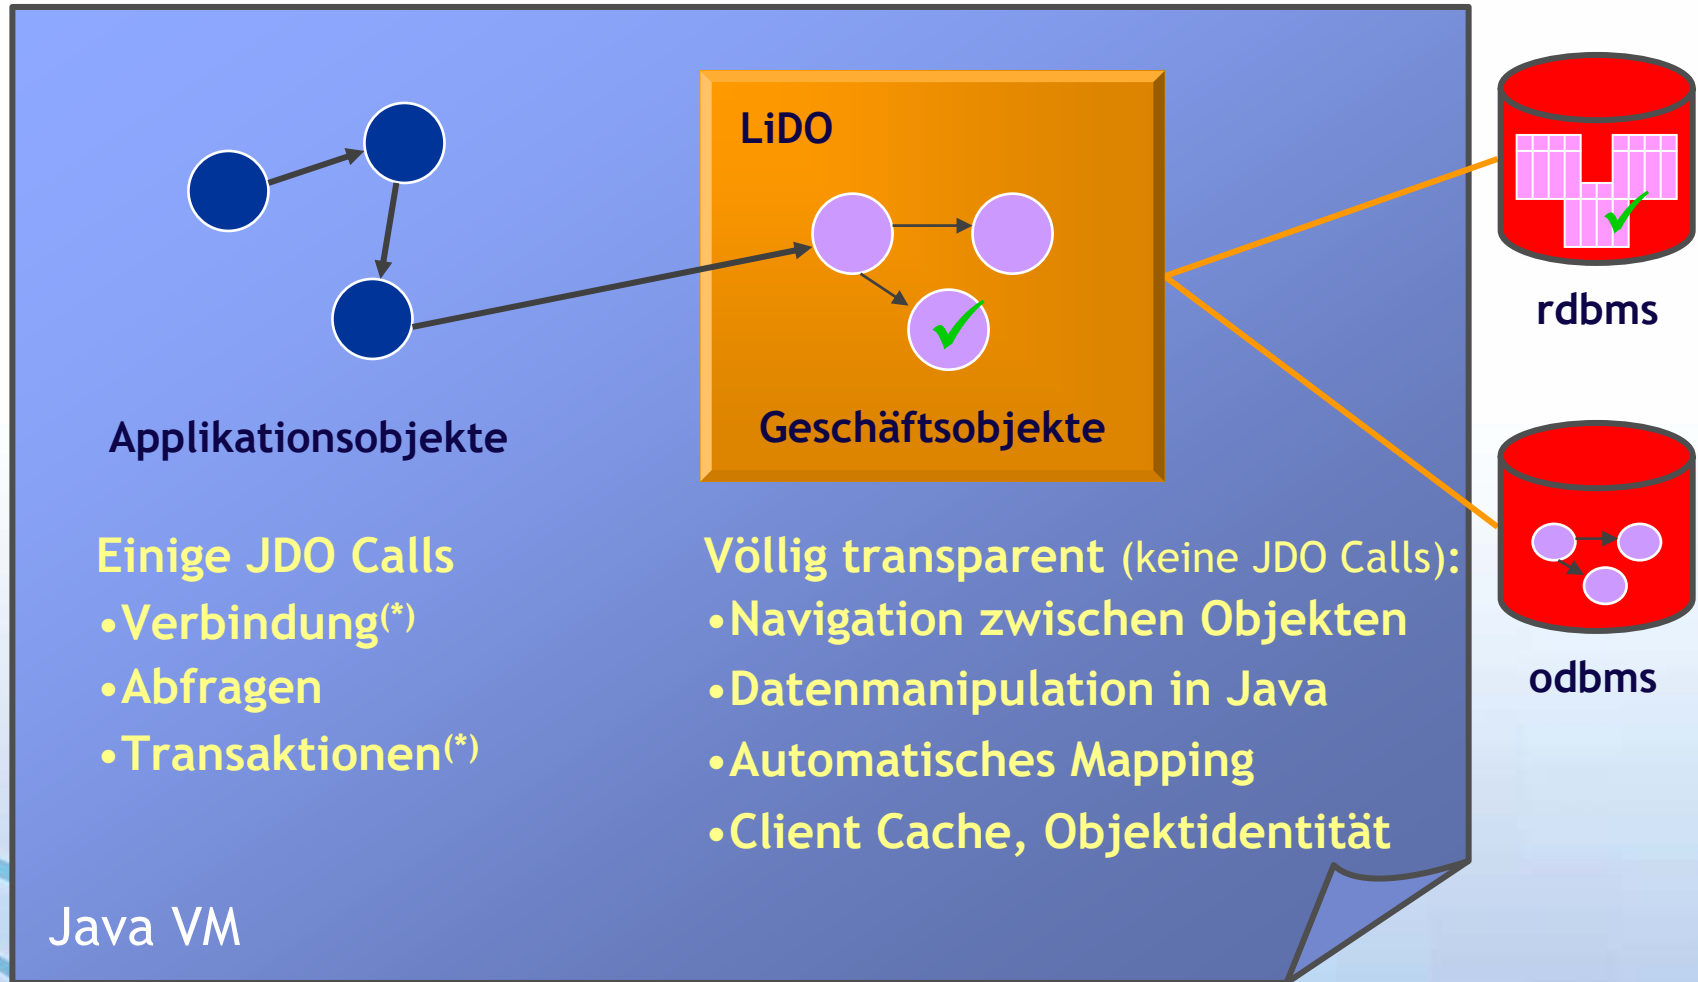 LiDO
rdbms
Applikationsobjekte
Geschäftsobjekte
odbms
Einige JDO Calls
•Verbindung(*)
•Abfragen
•Transaktionen(*)
Völlig transparent (keine JDO Calls):
•Navigation zwischen Objekten
•Datenmanipulation in Java
•Automatisches Mapping
•Client Cache, Objektidentität
Java VM